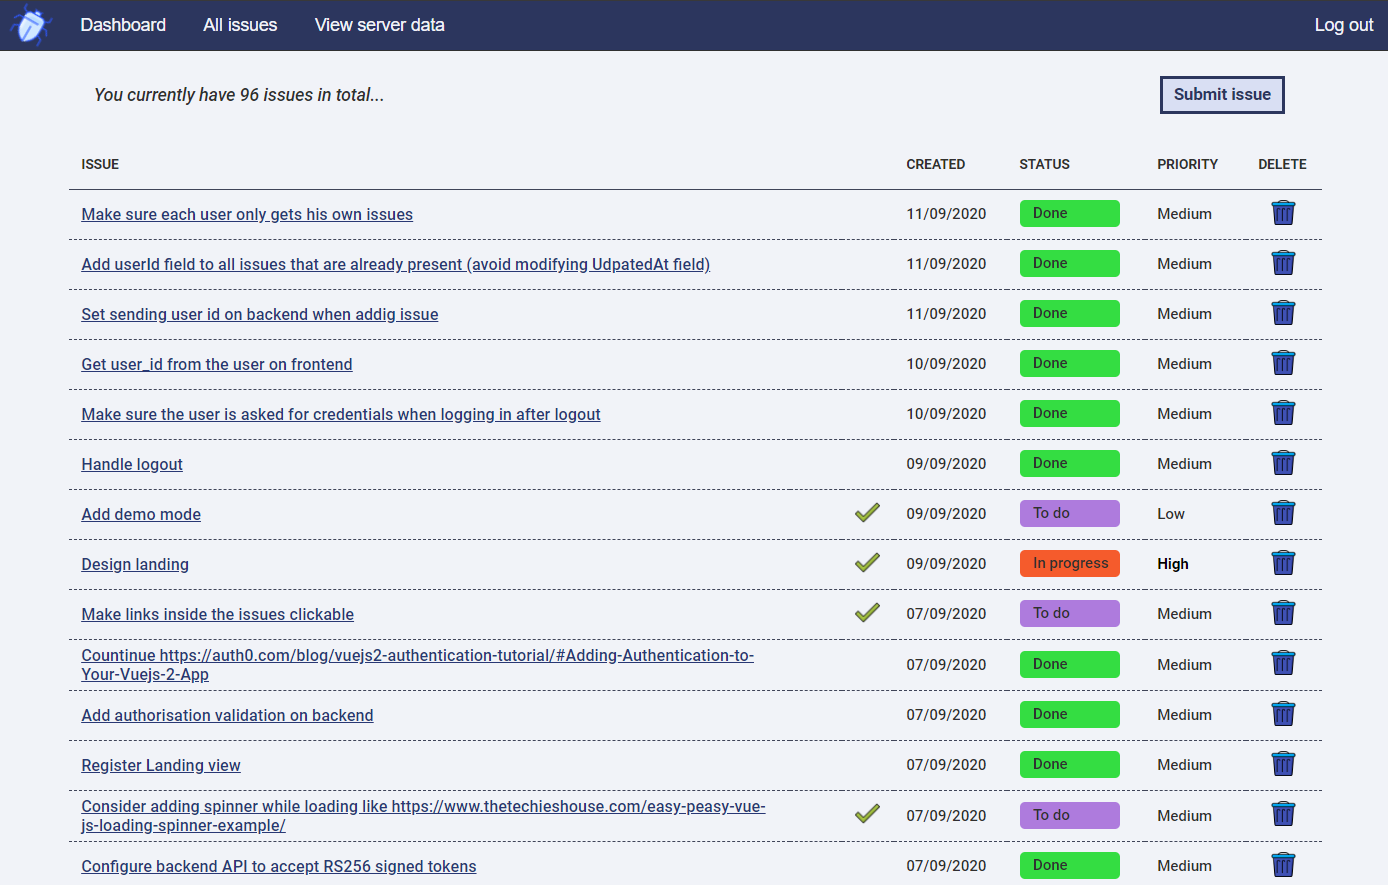 Dashboard All issues View server data Log out
You currently have 96 issues in total... Submit issue
ISSUE CREATED STATUS PRIORITY DELETE
Make sure each user only gets his own issues 11/09/2020 Done Medium
Add userId field to all issues that are already present (avoid modifying UdpatedAt field) 11/09/2020 Done Medium
Set sending user id on backend when addig issue 11/09/2020 Done Medium
Get user_id from the user on frontend 10/09/2020 Done Medium
Make sure the user is asked for credentials when logging in after logout 10/09/2020 Done Medium
Handle logout 09/09/2020 Done Medium
Add demo mode 09/09/2020 To do Low
Design landing 09/09/2020 In progress High
Make links inside the issues clickable 07/09/2020 To do Medium
Countinue https://auth0.com/blog/vuejs2-authentication-tutorial/#Adding-Authentication-to-
Your-Vuejs-2-App 07/09/2020 Done Medium
Add authorisation validation on backend 07/09/2020 Done Medium
Register Landing view 07/09/2020 Done Medium
Consider adding spinner while loading like https://www.thetechieshouse.com/easy-peasy-vue-
js-loading-spinner-example/ 07/09/2020 To do Medium
Configure backend API to accept RS256 signed tokens 07/09/2020 Done Medium